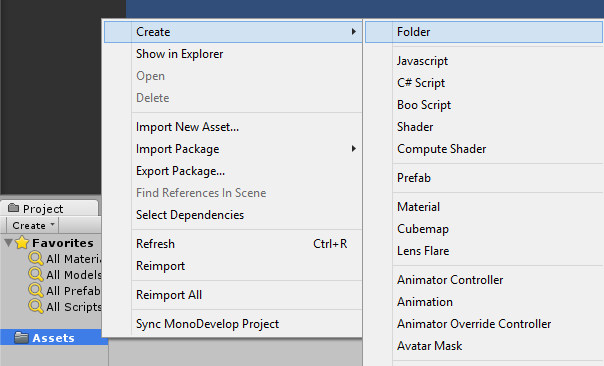 Create
Show in Explorer
Open
Delete
Import New Asset...
Import Package
Export Package...
Find References In Scene
Select Dependencies
Refresh Ctrl+R
Reimport
Reimport All
Sync MonoDevelop Project
Folder
Javascript
C# Script
Boo Script
Shader
Compute Shader
Prefab
Material
Cubemap
Lens Flare
Animator Controller
Animation
Animator Override Controller
Avatar Mask
Project
Create
Favorites
All Materia
All Models
All Prefab
All Scripts
Assets